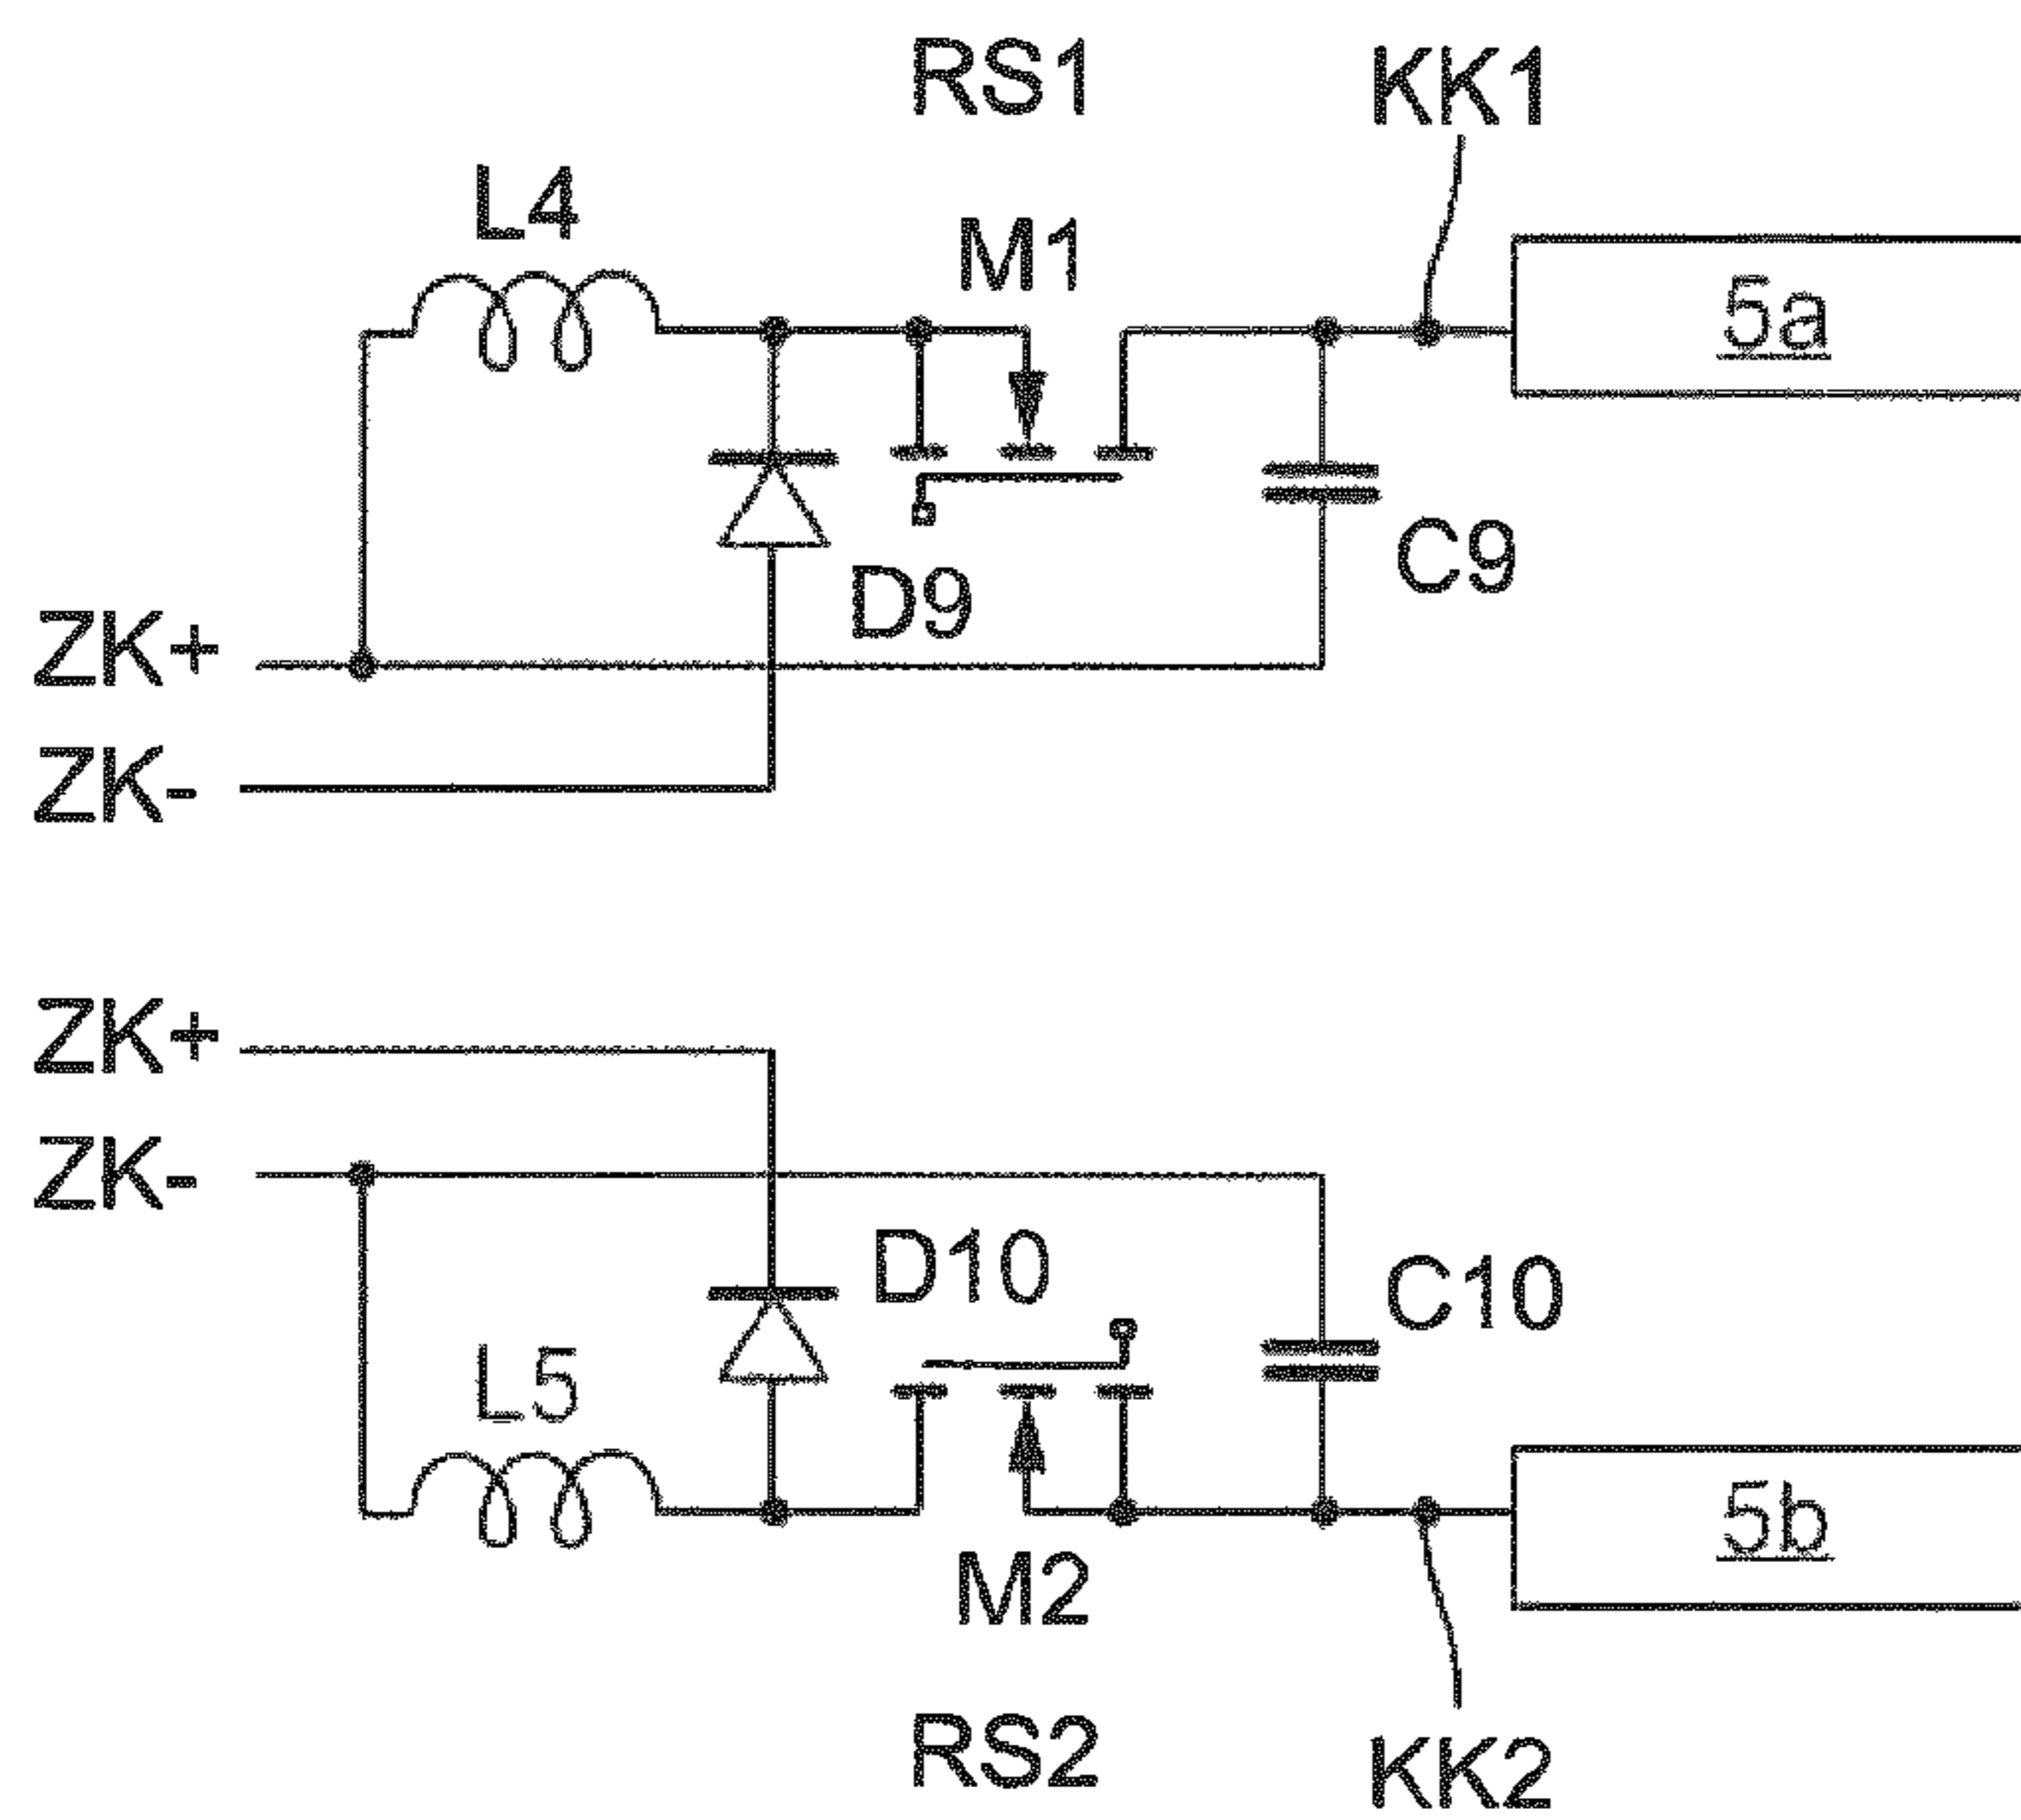 RS1
KK1
L4
M1
5a
C9
D9
ZK+
ZK-
ZK+
ZK-
D10
C10
L5
5b
M2
RS2
KK2